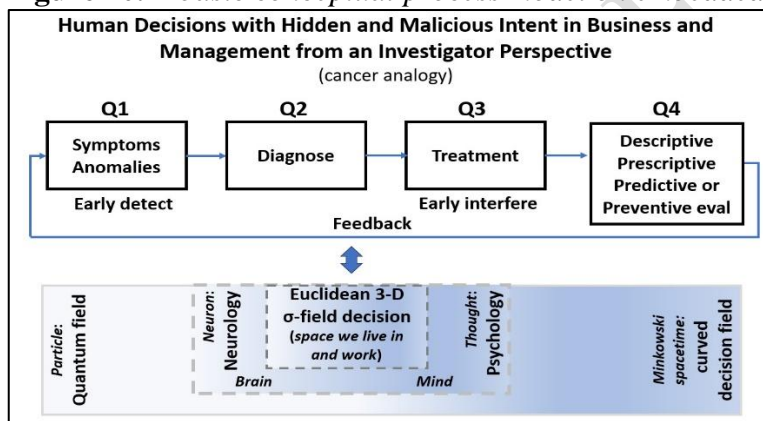 Human Decisions with Hidden and Malicious Intent in Business and
Management from an Investigator Perspective
(cancer analogy)
Q1
Q2
Q3
Q4
Symptoms
Anomalies
Diagnose
Treatment
Descriptive
Prescriptive
Predictive or
Preventive eval
Early detect
Early interfere
Feedback
Particle:
Quantum field
Neuron:
Neurology
Euclidean 3-D
σ-field decision
(space we live in
and work)
Thought:
Psychology
Brain
Mind
Minkowski
spacetime:
curved
decision field